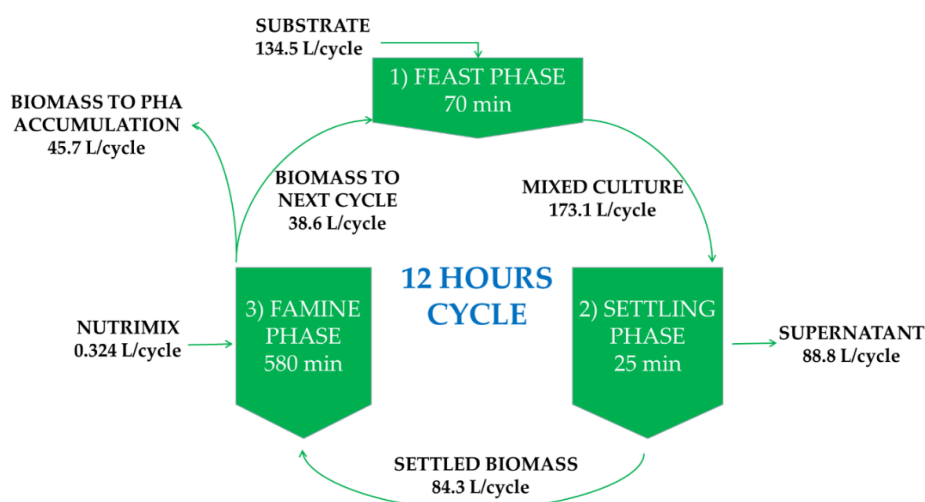 SUBSTRATE
134.5 L/cycle
1) FEAST PHASE
70 min
BIOMASS TO PHA
ACCUMULATION
45.7 L/cycle
BIOMASS TO
NEXT CYCLE
38.6 L/cycle
MIXED CULTURE
173.1 L/cycle
12 HOURS
CYCLE
3) FAMINE
PHASE
580 min
2) SETTLING
PHASE
25 min
NUTRIMIX
0.324 L/cycle
SUPERNATANT
88.8 L/cycle
SETTLED BIOMASS
84.3 L/cycle